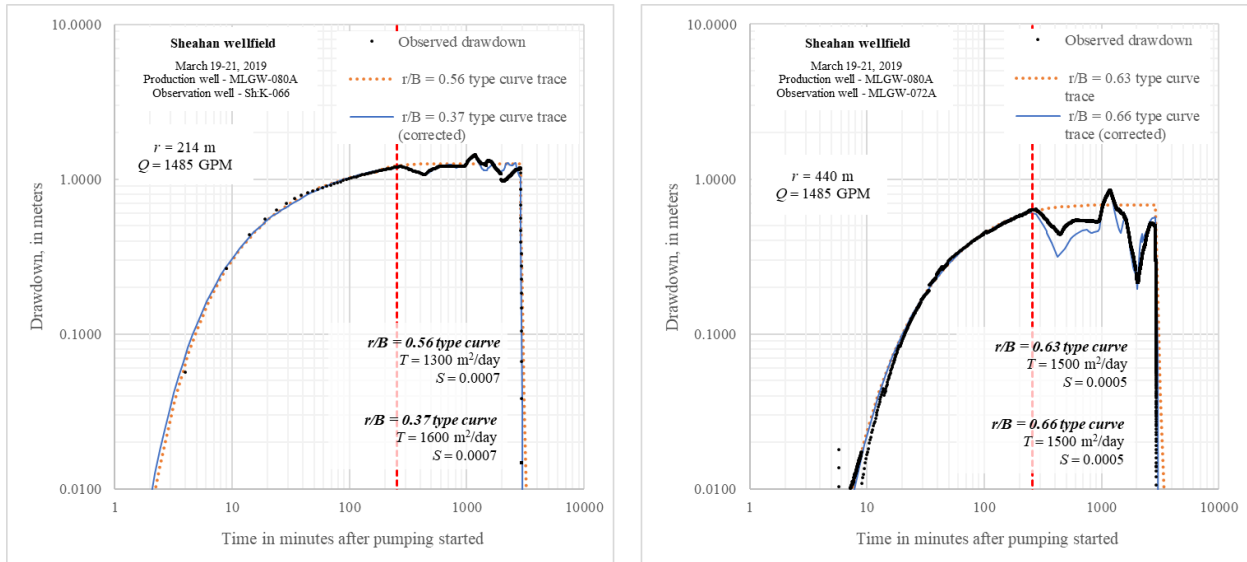 10.0000
1.0000
0.1000
0.0100
Drawdown, in meters
Sheahan wellfield
March 19-21, 2019
Production well - MLGW-080A
Observation well - Sh:K-066
r = 214 m
Q = 1485 GPM
Observed drawdown
r/B = 0.56 type curve trace
r/B = 0.37 type curve trace
(corrected)
r/B = 0.56 type curve
T = 1300 m²/day
S = 0.0007
r/B = 0.37 type curve
T = 1600 m²/day
S = 0.0007
1 10 100 1000 10000
Time in minutes after pumping started
10.0000
1.0000
0.1000
0.0100
Drawdown, in meters
Sheahan wellfield
March 19-21, 2019
Production well - MLGW-080A
Observation well - MLGW-072A
r = 440 m
Q = 1485 GPM
Observed drawdown
r/B = 0.63 type curve
trace
r/B = 0.66 type curve
trace (corrected)
r/B = 0.63 type curve
T = 1500 m²/day
S = 0.0005
r/B = 0.66 type curve
T = 1500 m²/day
S = 0.0005
1 10 100 1000 10000
Time in minutes after pumping started